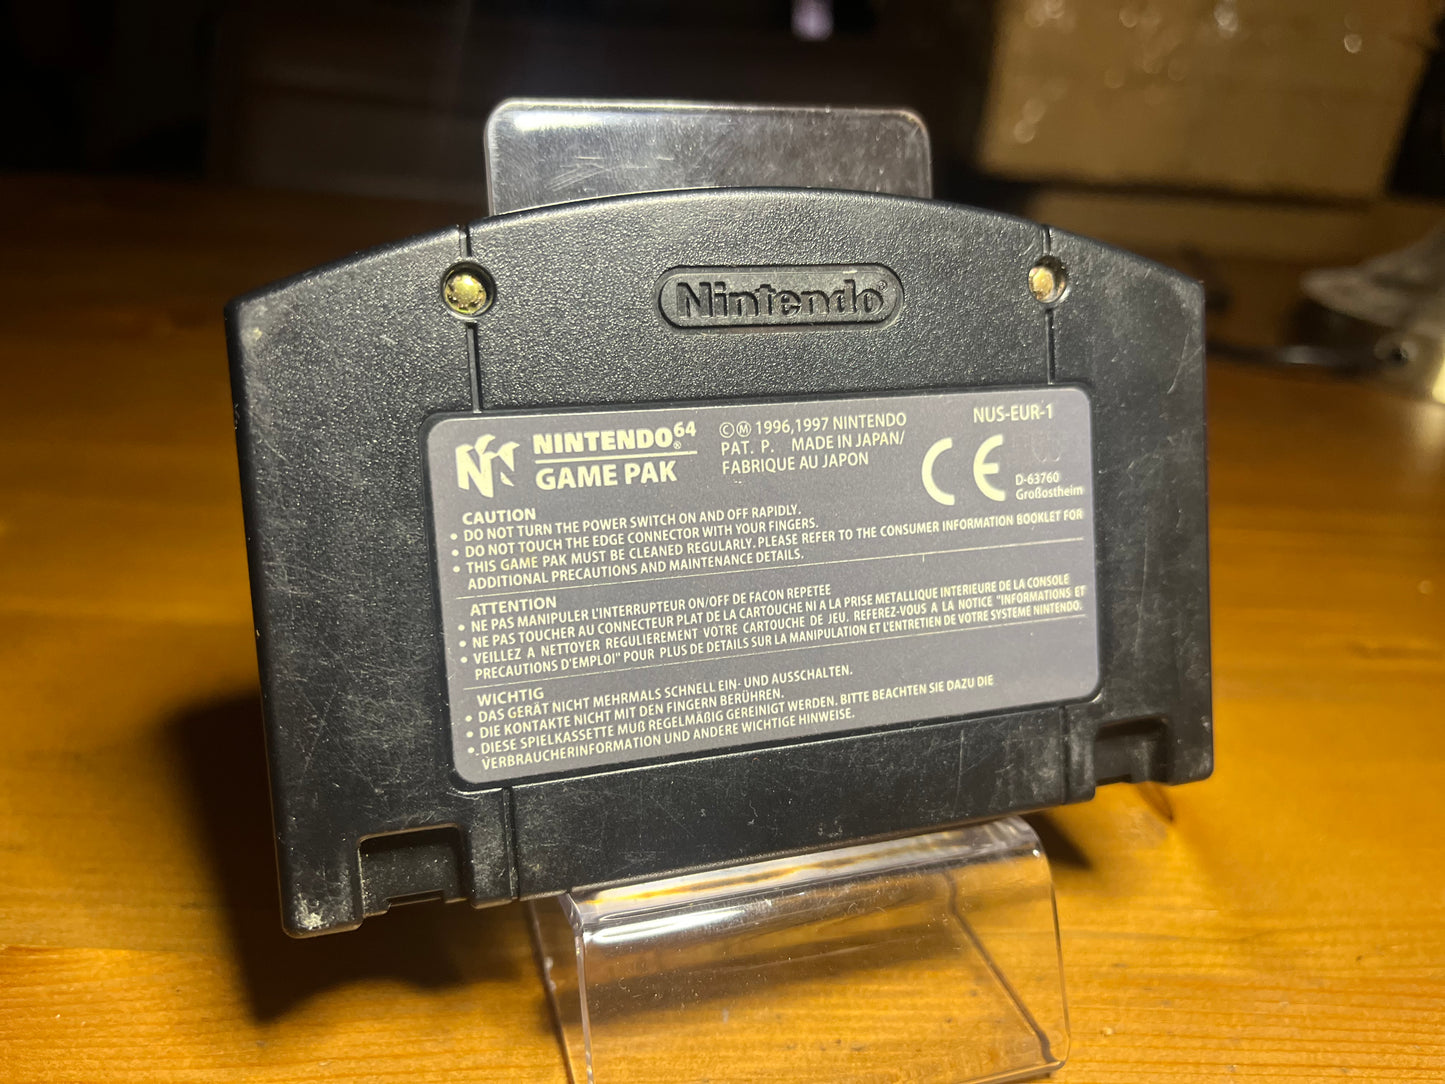 Nintendo®
NINTENDO⁶⁴®
GAME PAK
©Ⓜ 1996,1997 NINTENDO
PAT. P. MADE IN JAPAN/
FABRIQUE AU JAPON
NUS-EUR-1
CE
D-63760
Großostheim
CAUTION
• DO NOT TURN THE POWER SWITCH ON AND OFF RAPIDLY.
• DO NOT TOUCH THE EDGE CONNECTOR WITH YOUR FINGERS.
• THIS GAME PAK MUST BE CLEANED REGULARLY. PLEASE REFER TO THE CONSUMER INFORMATION BOOKLET FOR
ADDITIONAL PRECAUTIONS AND MAINTENANCE DETAILS.
ATTENTION
• NE PAS MANIPULER L'INTERRUPTEUR ON/OFF DE FACON REPETEE
• NE PAS TOUCHER AU CONNECTEUR PLAT DE LA CARTOUCHE NI A LA PRISE METALLIQUE INTERIEURE DE LA CONSOLE
• VEILLEZ A NETTOYER REGULIEREMENT VOTRE CARTOUCHE DE JEU. REFEREZ-VOUS A LA NOTICE "INFORMATIONS ET
PRECAUTIONS D'EMPLOI" POUR PLUS DE DETAILS SUR LA MANIPULATION ET L'ENTRETIEN DE VOTRE SYSTEME NINTENDO.
WICHTIG
• DAS GERÄT NICHT MEHRMALS SCHNELL EIN- UND AUSSCHALTEN.
• DIE KONTAKTE NICHT MIT DEN FINGERN BERÜHREN.
• DIESE SPIELKASSETTE MUß REGELMÄßIG GEREINIGT WERDEN. BITTE BEACHTEN SIE DAZU DIE
VERBRAUCHERINFORMATION UND ANDERE WICHTIGE HINWEISE.